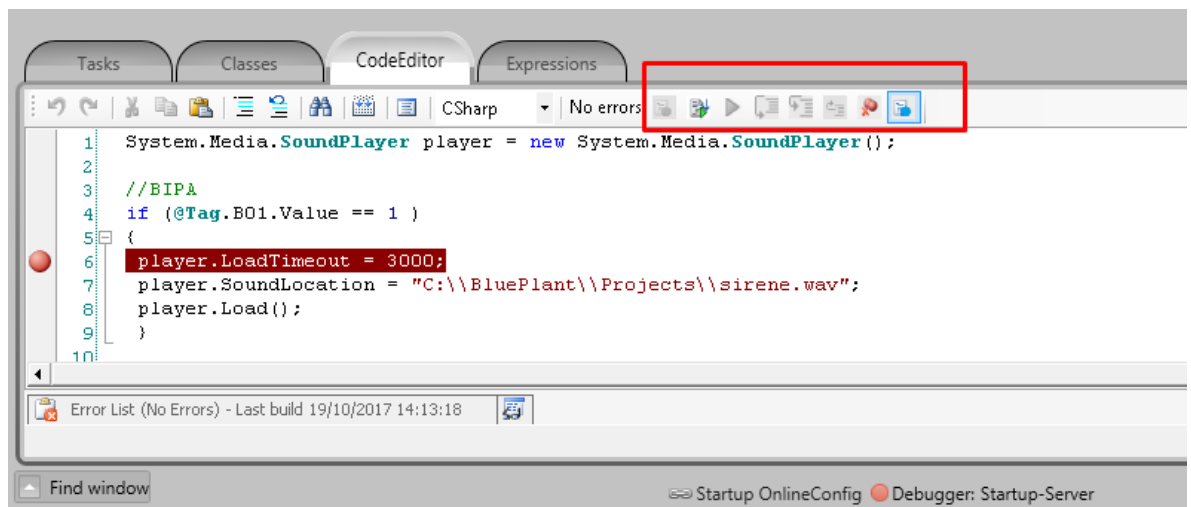 Tasks Classes CodeEditor Expressions
CSharp No errors
1 System.Media.SoundPlayer player = new System.Media.SoundPlayer();
2
3 //BIPA
4 if (@Tag.BO1.Value == 1 )
5 {
6 player.LoadTimeout = 3000;
7 player.SoundLocation = "C:\\BluePlant\\Projects\\sirene.wav";
8 player.Load();
9 }
10
Error List (No Errors) - Last build 19/10/2017 14:13:18
Find window Startup OnlineConfig Debugger: Startup-Server